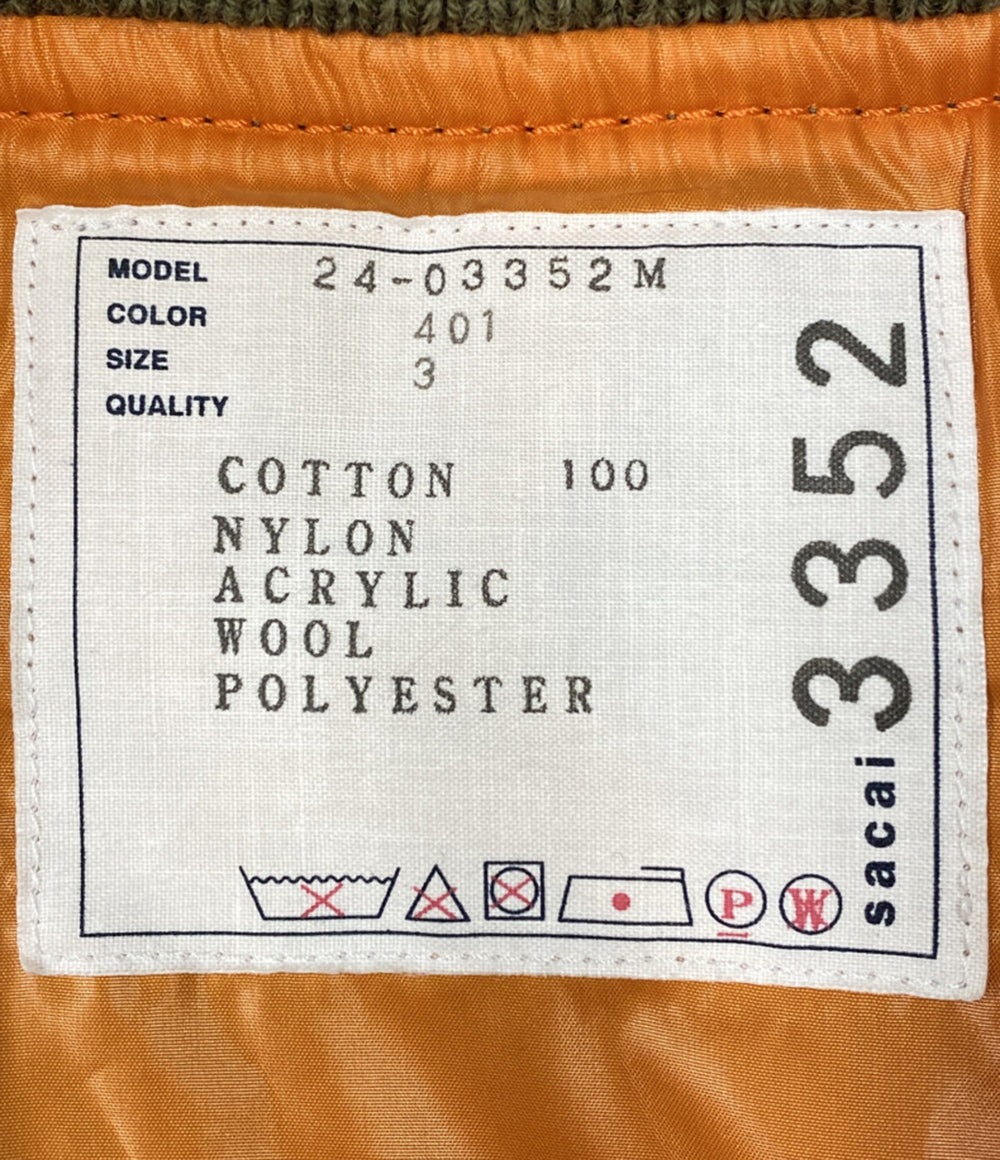 MODEL 24-03352M
COLOR 401
SIZE 3
QUALITY
COTTON 100
NYLON
ACRYLIC
WOOL
POLYESTER
P W
sacai 3352